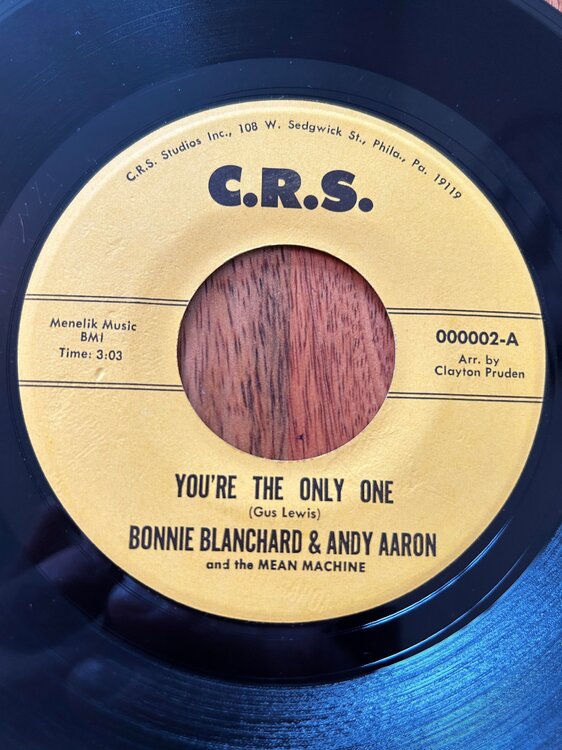 C.R.S. Studios Inc., 108 W. Sedgwick St., Phila., Pa. 19119
C.R.S.
Menelik Music
BMI
Time: 3:03
000002-A
Arr. by
Clayton Pruden
YOU'RE THE ONLY ONE
(Gus Lewis)
BONNIE BLANCHARD & ANDY AARON
and the MEAN MACHINE